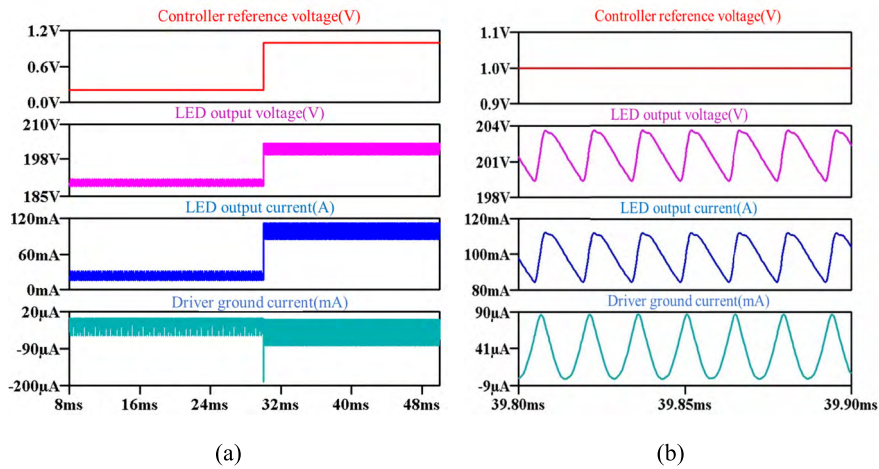 Controller reference voltage(V)
1.2V
0.6V
0.0V
LED output voltage(V)
210V
198V
185V
LED output current(A)
120mA
60mA
0mA
Driver ground current(mA)
20µA
-90µA
-200µA
8ms 16ms 24ms 32ms 40ms 48ms
(a)
Controller reference voltage(V)
1.1V
1.0V
0.9V
LED output voltage(V)
204V
201V
198V
LED output current(A)
120mA
100mA
80mA
Driver ground current(mA)
90µA
41µA
-9µA
39.80ms 39.85ms 39.90ms
(b)